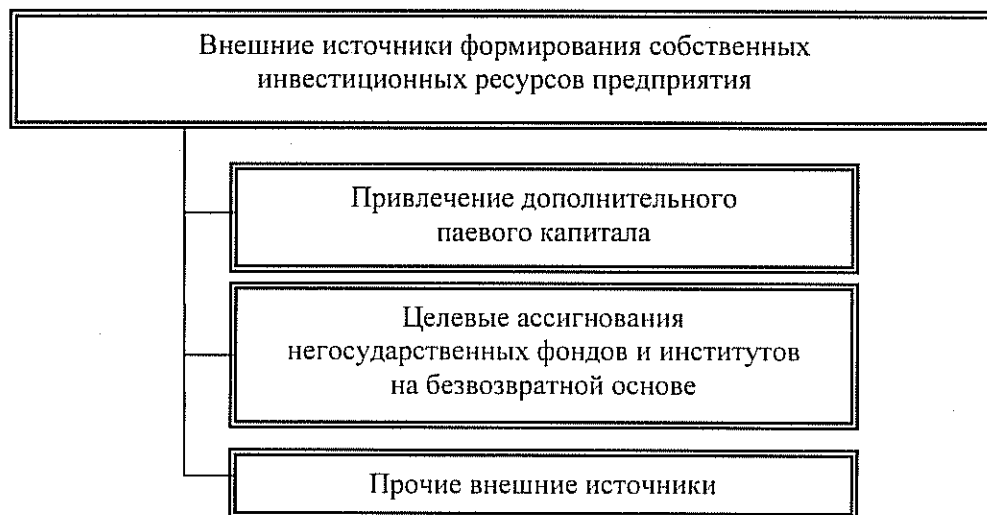 Внешние источники формирования собственных
инвестиционных ресурсов предприятия
Привлечение дополнительного
паевого капитала
Целевые ассигнования
негосударственных фондов и институтов
на безвозвратной основе
Прочие внешние источники